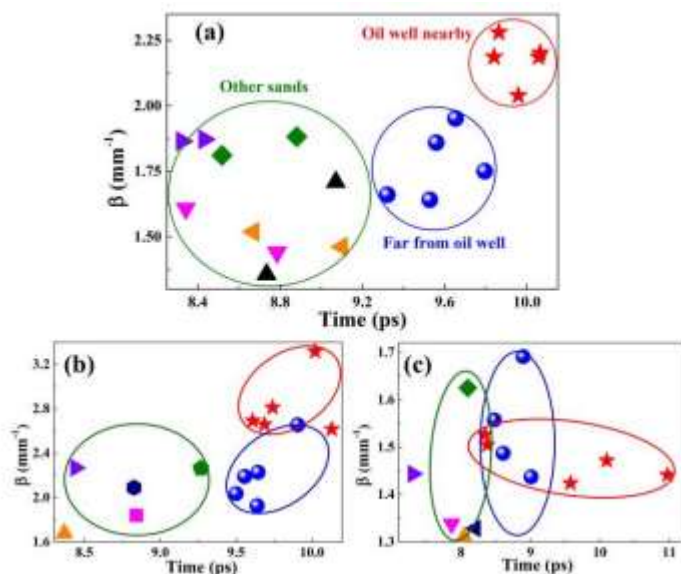 (a)
Oil well nearby
Other sands
Far from oil well
2.25
2.00
1.75
1.50
β (mm⁻¹)
8.4 8.8 9.2 9.6 10.0
Time (ps)
(b)
3.2
2.8
2.4
2.0
1.6
β (mm⁻¹)
8.5 9.0 9.5 10.0
Time (ps)
(c)
1.7
1.6
1.5
1.4
1.3
β (mm⁻¹)
8 9 10 11
Time (ps)